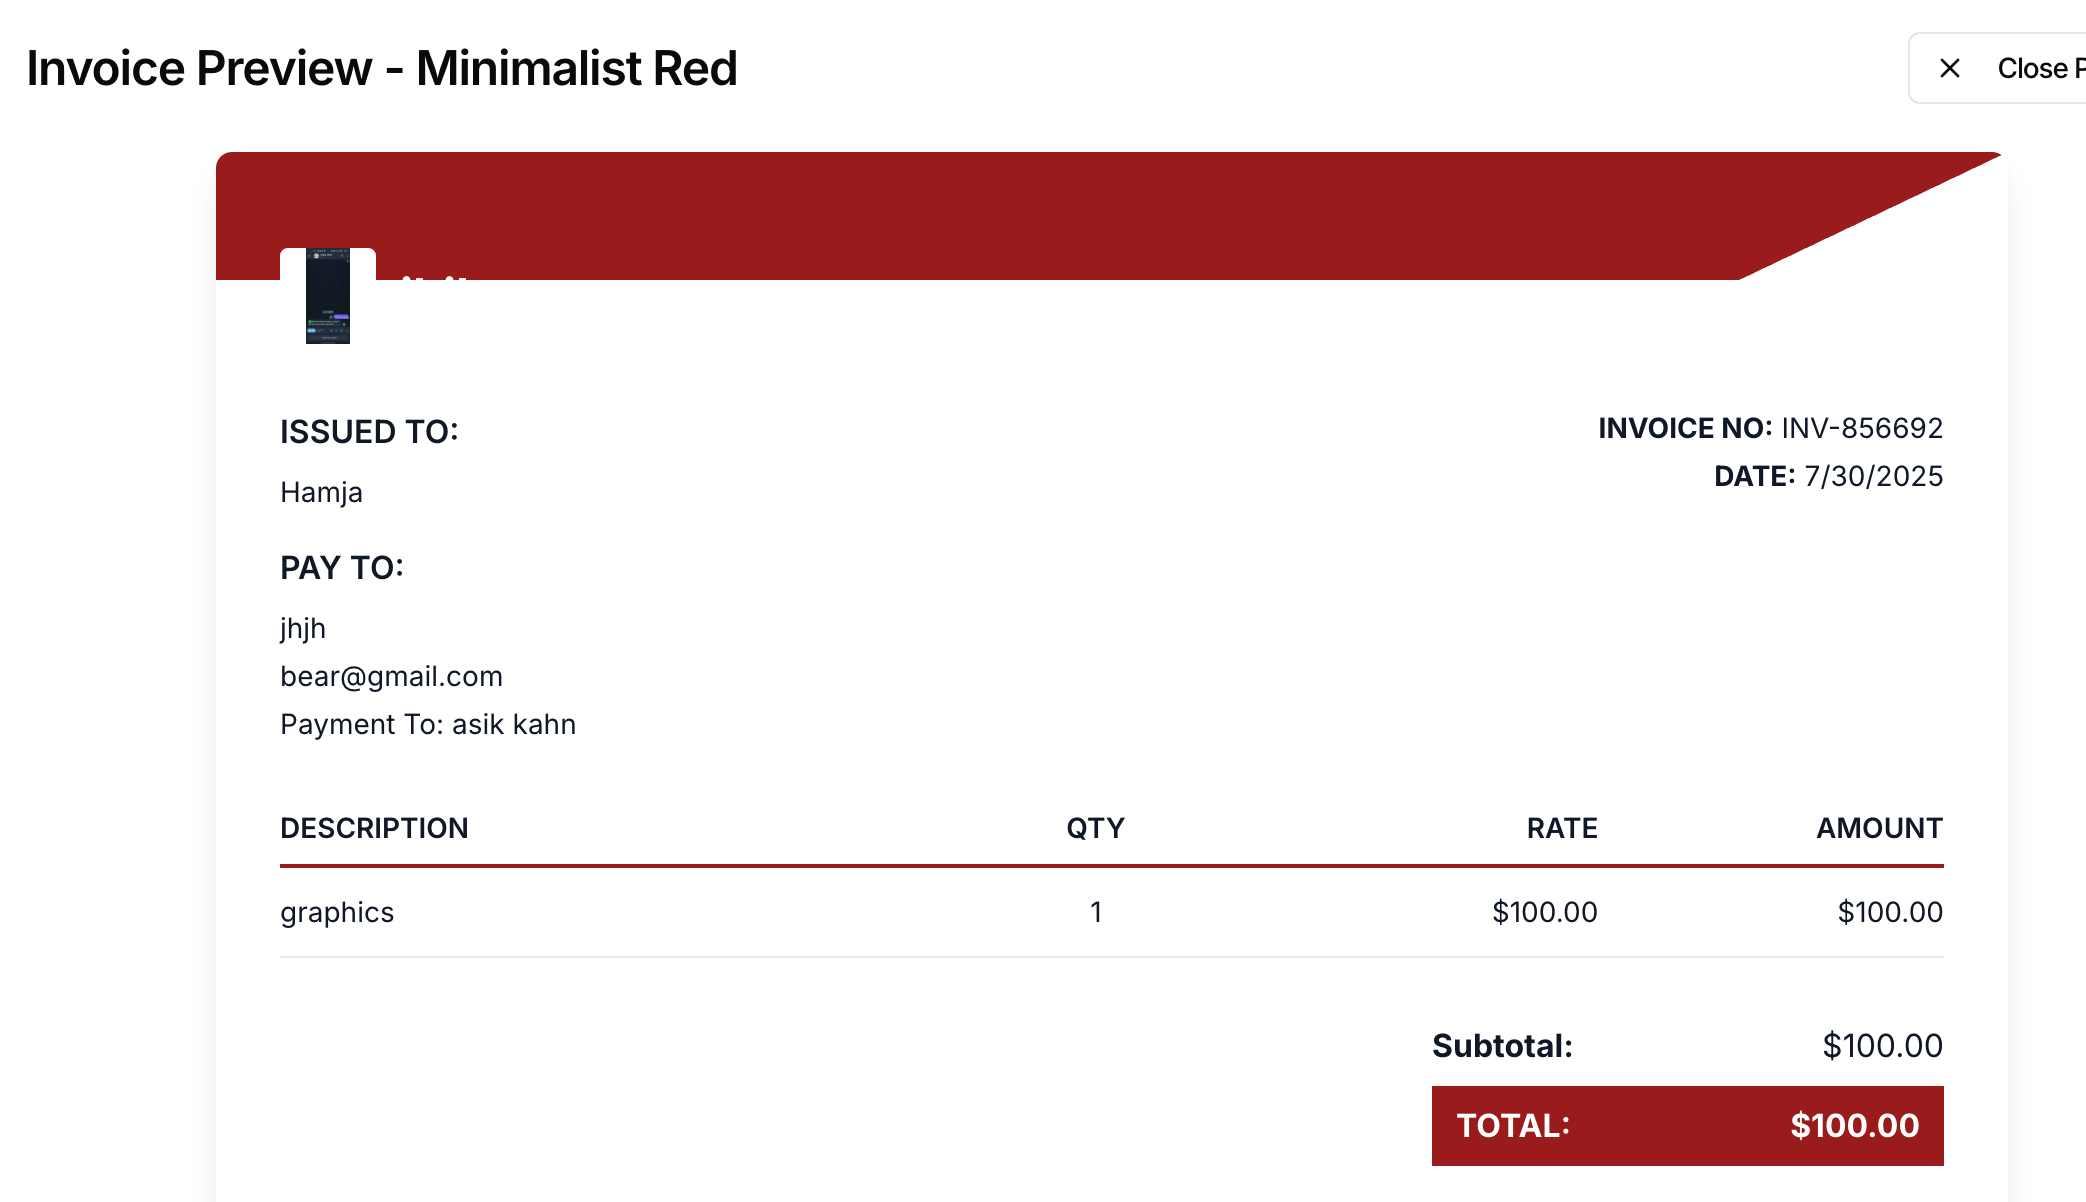 Invoice Preview - Minimalist Red
Close P
ISSUED TO:
INVOICE NO: INV-856692
Hamja
DATE: 7/30/2025
PAY TO:
jhjh
bear@gmail.com
Payment To: asik kahn
DESCRIPTION QTY RATE AMOUNT
graphics 1 $100.00 $100.00
Subtotal: $100.00
TOTAL: $100.00